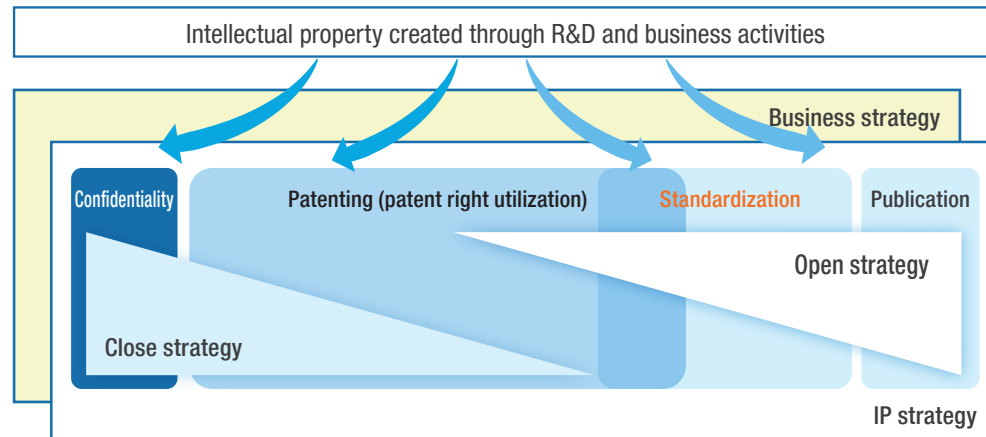 Intellectual property created through R&D and business activities
Business strategy
Confidentiality
Patenting (patent right utilization)
Standardization
Publication
Open strategy
Close strategy
IP strategy